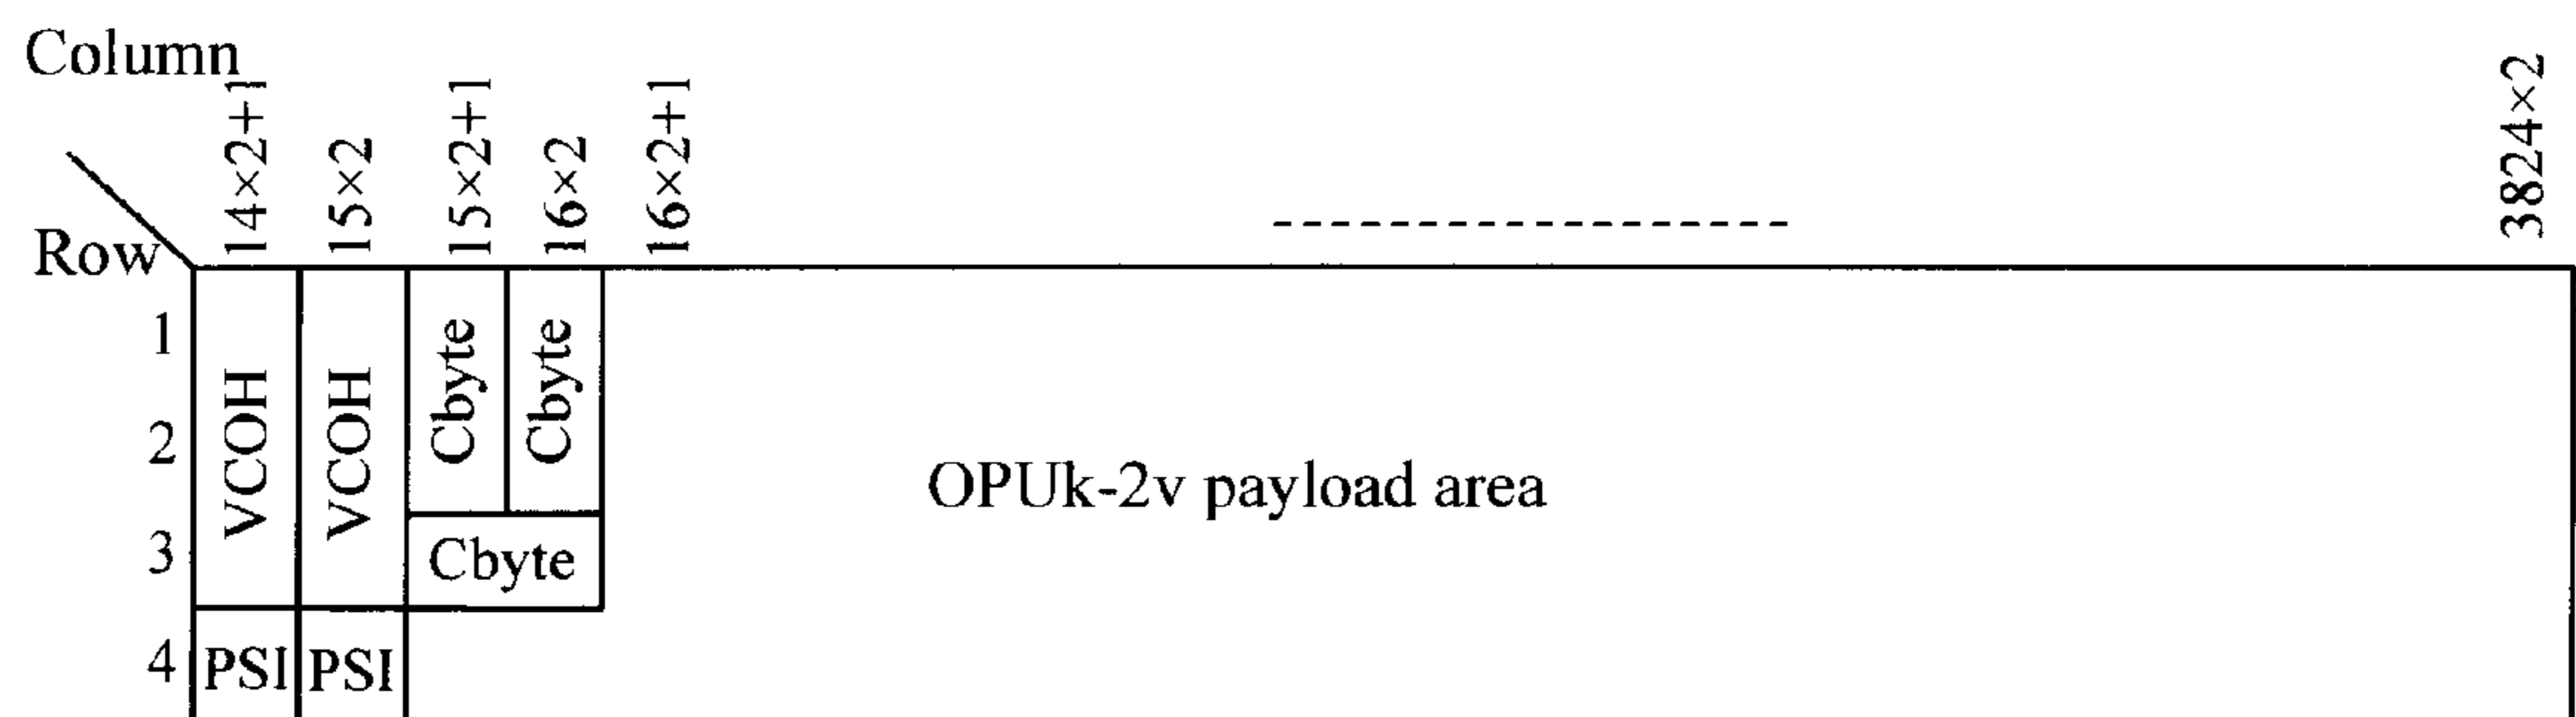 Column
14×2+1
15×2
15×2+1
16×2
16×2+1
3824×2
Row
1
2
3
4
VCOH
VCOH
Cbyte
Cbyte
Cbyte
PSI
PSI
OPUk-2v payload area